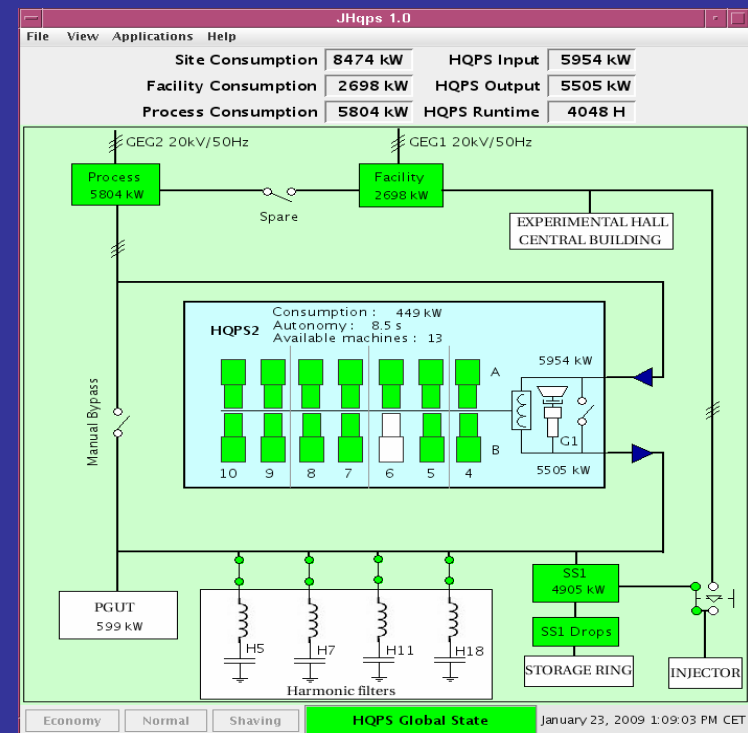 JHqps 1.0
File View Applications Help
Site Consumption 8474 kW HQPS Input 5954 kW
Facility Consumption 2698 kW HQPS Output 5505 kW
Process Consumption 5804 kW HQPS Runtime 4048 H
GEG2 20kV/50Hz GEG1 20kV/50Hz
Process
5804 kW
Facility
2698 kW
Spare
EXPERIMENTAL HALL
CENTRAL BUILDING
HQPS2
Consumption : 449 kW
Autonomy : 8.5 s
Available machines : 13
A
B
10 9 8 7 6 5 4
5954 kW
G1
5505 kW
Manual Bypass
PGUT
599 kW
H5 H7 H11 H18
Harmonic filters
SS1
4905 kW
SS1 Drops
STORAGE RING
INJECTOR
Economy Normal Shaving HQPS Global State January 23, 2009 1:09:03 PM CET